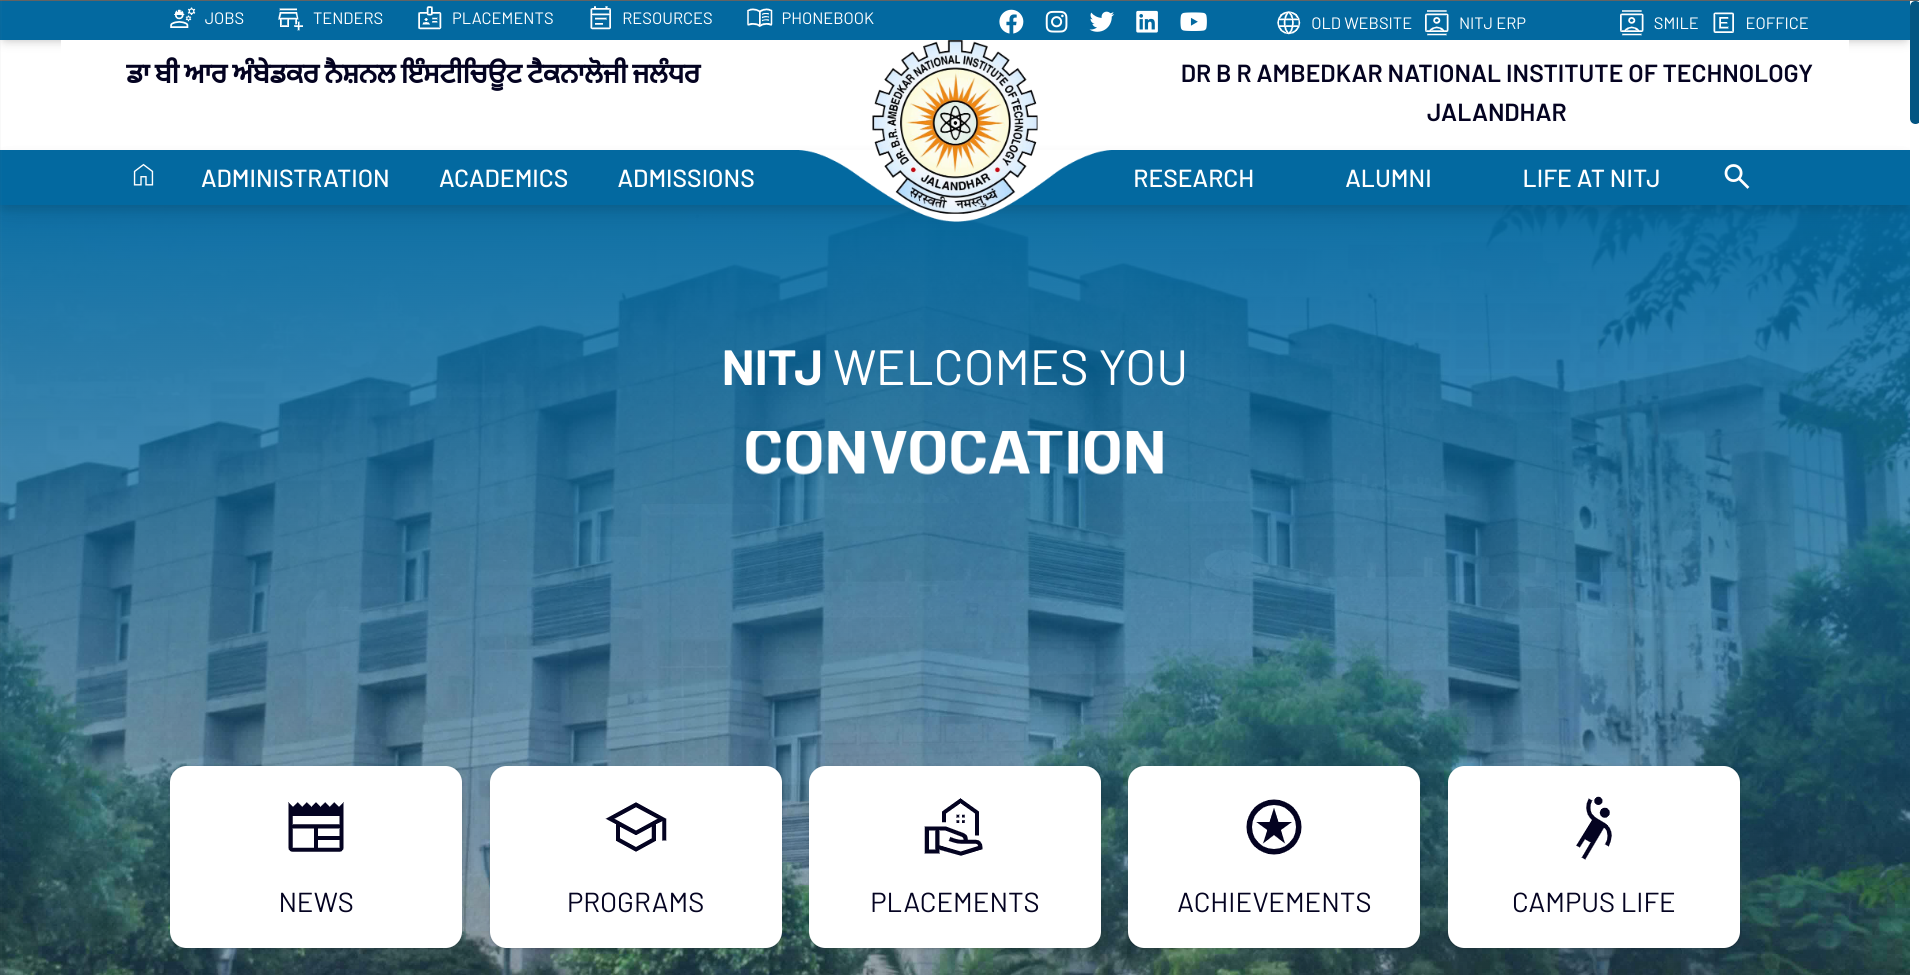 JOBS TENDERS PLACEMENTS RESOURCES PHONEBOOK OLD WEBSITE NITJ ERP SMILE EOFFICE
ਡਾ ਬੀ ਆਰ ਅੰਬੇਡਕਰ ਨੈਸ਼ਨਲ ਇੰਸਟੀਚਿਊਟ ਟੈਕਨਾਲੋਜੀ ਜਲੰਧਰ
DR. B.R. AMBEDKAR NATIONAL INSTITUTE OF TECHNOLOGY
JALANDHAR
सरस्वती नमस्तुभ्यं
DR B R AMBEDKAR NATIONAL INSTITUTE OF TECHNOLOGY
JALANDHAR
ADMINISTRATION ACADEMICS ADMISSIONS RESEARCH ALUMNI LIFE AT NITJ
NITJ WELCOMES YOU
CONVOCATION
NEWS PROGRAMS PLACEMENTS ACHIEVEMENTS CAMPUS LIFE